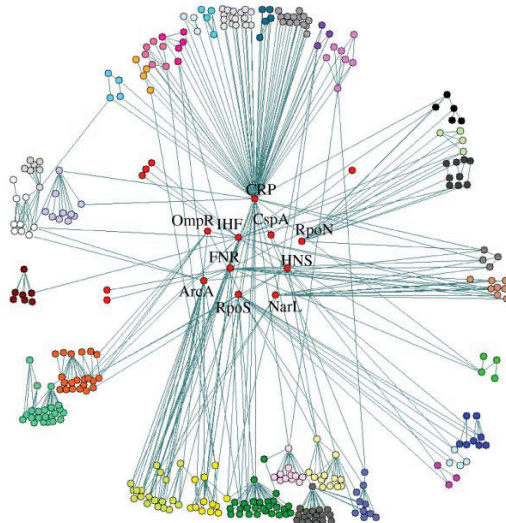 CRP
OmpR IHF CspA
RpoN
FNR HNS
ArcA RpoS NarL